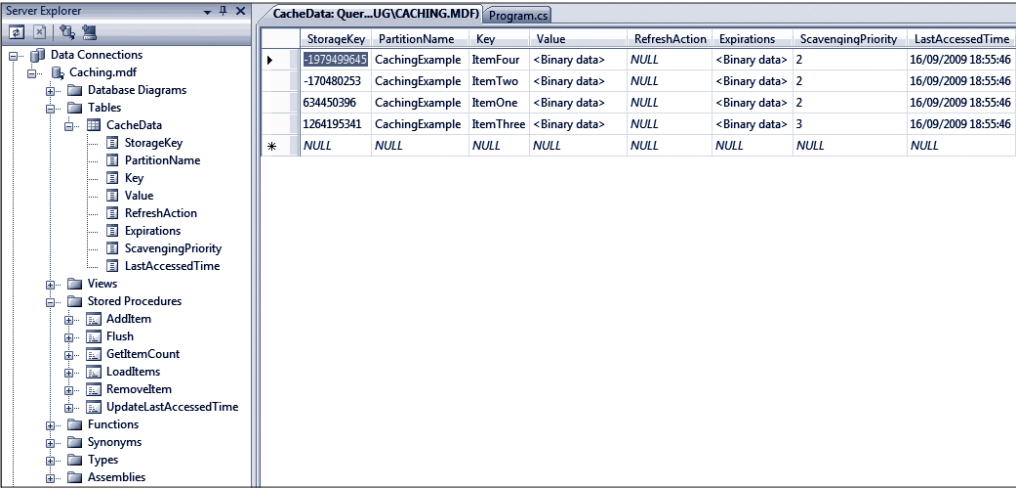 Server Explorer
Data Connections
Caching.mdf
Database Diagrams
Tables
CacheData
StorageKey
PartitionName
Key
Value
RefreshAction
Expirations
ScavengingPriority
LastAccessedTime
Views
Stored Procedures
AddItem
Flush
GetItemCount
LoadItems
RemoveItem
UpdateLastAccessedTime
Functions
Synonyms
Types
Assemblies
CacheData: Quer...UG\CACHING.MDF) Program.cs
StorageKey PartitionName Key Value RefreshAction Expirations ScavengingPriority LastAccessedTime
-1979499645 CachingExample ItemFour <Binary data> NULL <Binary data> 2 16/09/2009 18:55:46
-170480253 CachingExample ItemTwo <Binary data> NULL <Binary data> 2 16/09/2009 18:55:46
634450396 CachingExample ItemOne <Binary data> NULL <Binary data> 2 16/09/2009 18:55:46
1264195341 CachingExample ItemThree <Binary data> NULL <Binary data> 3 16/09/2009 18:55:46
NULL NULL NULL NULL NULL NULL NULL NULL